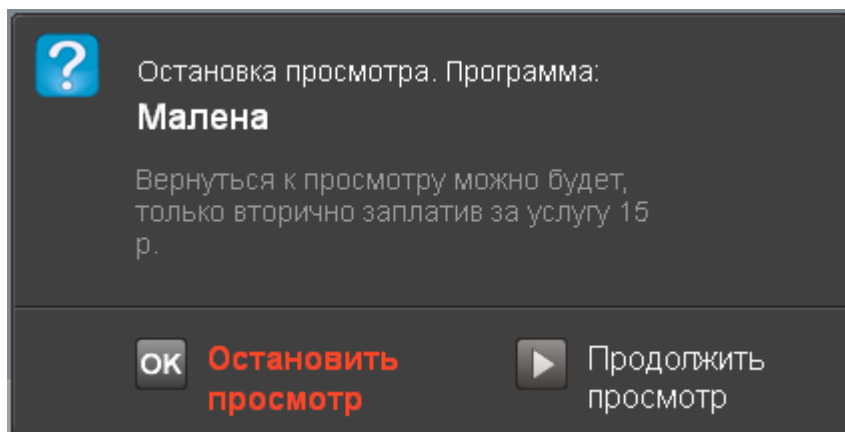 Остановка просмотра. Программа:
Малена
Вернуться к просмотру можно будет,
только вторично заплатив за услугу 15
р.
OK Остановить просмотр
Продолжить просмотр